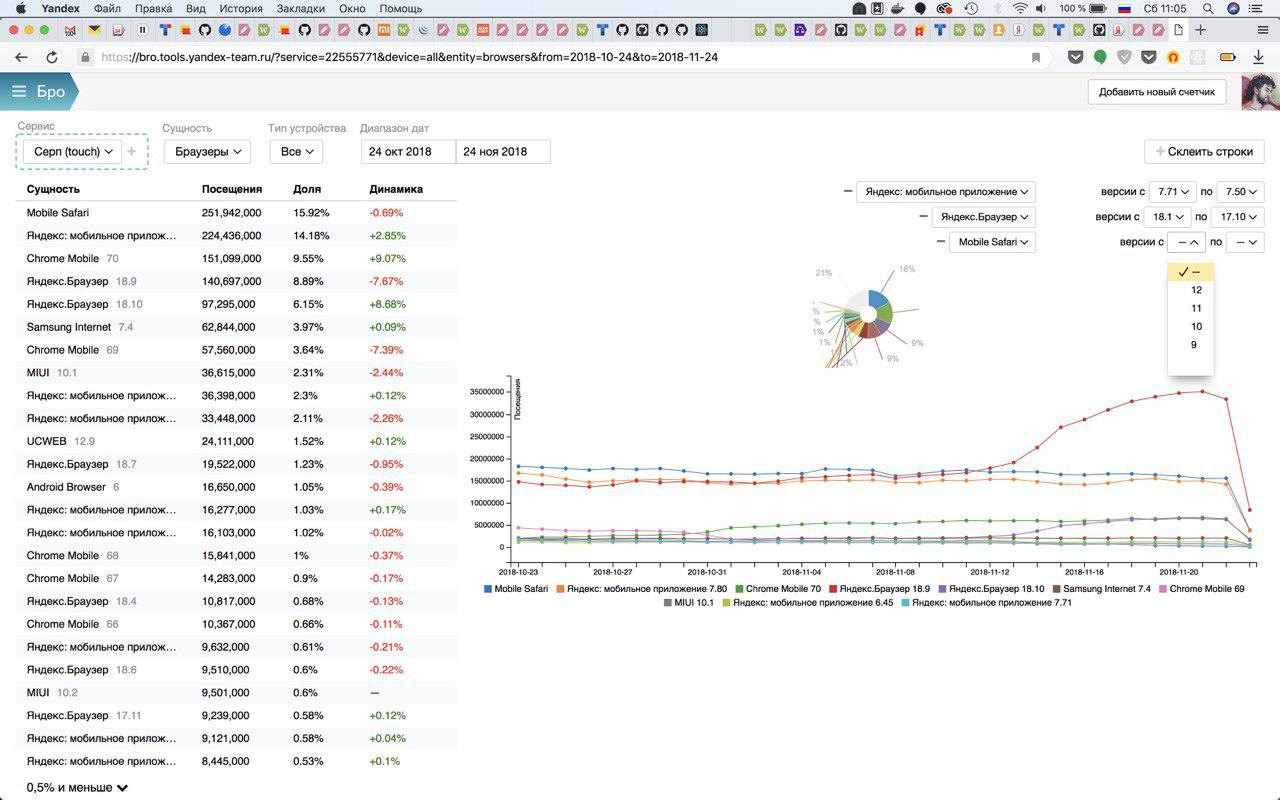 Yandex Файл Правка Вид История Закладки Окно Помощь 100 % Сб 11:05
https://bro.tools.yandex-team.ru/?service=22555771&device=all&entity=browsers&from=2018-10-24&to=2018-11-24
Бро Добавить новый счетчик
Сервис Сущность Тип устройства Диапазон дат
Серп (touch) + Браузеры Все 24 окт 2018 24 ноя 2018 + Склеить строки
Сущность Посещения Доля Динамика
Mobile Safari 251,942,000 15.92% -0.69%
Яндекс: мобильное прилож… 224,436,000 14.18% +2.85%
Chrome Mobile 70 151,099,000 9.55% +9.07%
Яндекс.Браузер 18.9 140,697,000 8.89% -7.67%
Яндекс.Браузер 18.10 97,295,000 6.15% +8.68%
Samsung Internet 7.4 62,844,000 3.97% +0.09%
Chrome Mobile 69 57,560,000 3.64% -7.39%
MIUI 10.1 36,615,000 2.31% -2.44%
Яндекс: мобильное прилож… 36,398,000 2.3% +0.12%
Яндекс: мобильное прилож… 33,448,000 2.11% -2.26%
UCWEB 12.9 24,111,000 1.52% +0.12%
Яндекс.Браузер 18.7 19,522,000 1.23% -0.95%
Android Browser 6 16,650,000 1.05% -0.39%
Яндекс: мобильное прилож… 16,277,000 1.03% +0.17%
Яндекс: мобильное прилож… 16,103,000 1.02% -0.02%
Chrome Mobile 68 15,841,000 1% -0.37%
Chrome Mobile 67 14,283,000 0.9% -0.17%
Яндекс.Браузер 18.4 10,817,000 0.68% -0.13%
Chrome Mobile 66 10,367,000 0.66% -0.11%
Яндекс: мобильное прилож… 9,632,000 0.61% -0.21%
Яндекс.Браузер 18.6 9,510,000 0.6% -0.22%
MIUI 10.2 9,501,000 0.6% —
Яндекс.Браузер 17.11 9,239,000 0.58% +0.12%
Яндекс: мобильное прилож… 9,121,000 0.58% +0.04%
Яндекс: мобильное прилож… 8,445,000 0.53% +0.1%
0,5% и меньше
— Яндекс: мобильное приложение версии с 7.71 по 7.50
— Яндекс.Браузер версии с 18.1 по 17.10
— Mobile Safari версии с — по —
✓ —
12
11
10
9
21% 16%
1%
1% 9%
2% 9%
Посещения
35000000
30000000
25000000
20000000
15000000
10000000
5000000
0
2018-10-23 2018-10-27 2018-10-31 2018-11-04 2018-11-08 2018-11-12 2018-11-16 2018-11-20
Mobile Safari Яндекс: мобильное приложение 7.80 Chrome Mobile 70 Яндекс.Браузер 18.9 Яндекс.Браузер 18.10 Samsung Internet 7.4 Chrome Mobile 69
MIUI 10.1 Яндекс: мобильное приложение 6.45 Яндекс: мобильное приложение 7.71